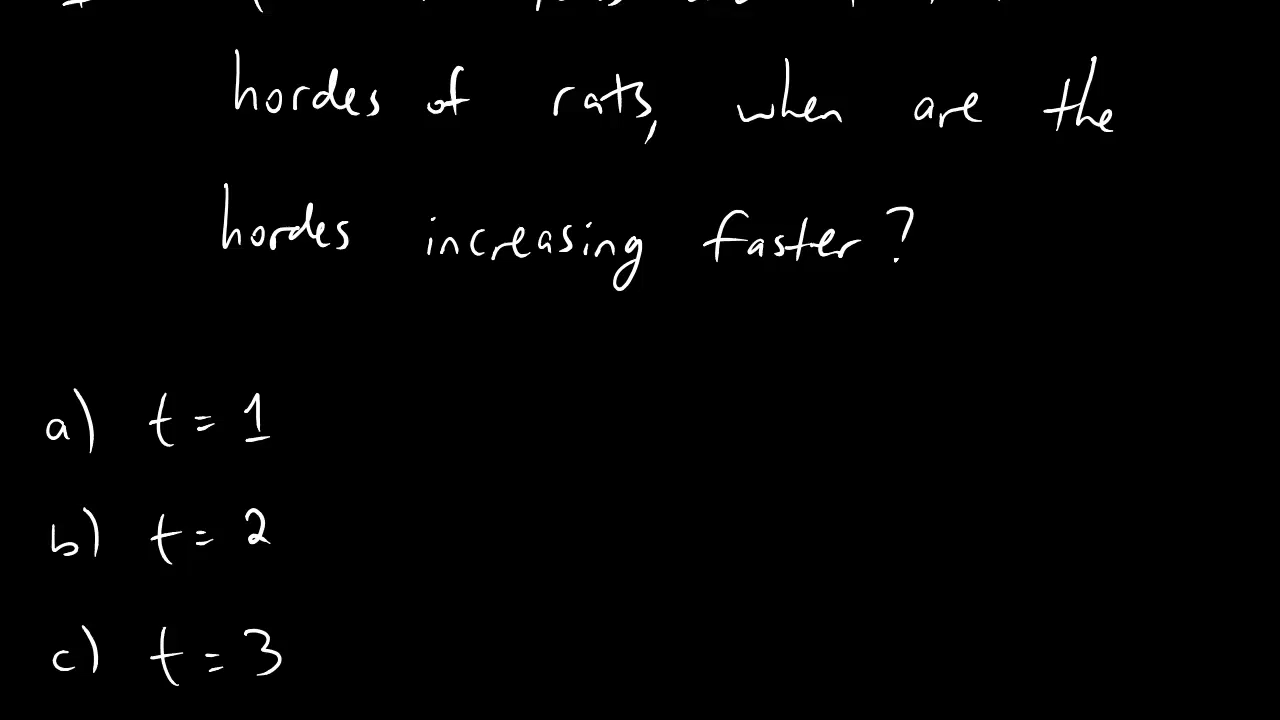 hordes of rats, when are the
hordes increasing faster?
a) t = 1
b) t = 2
c) t = 3